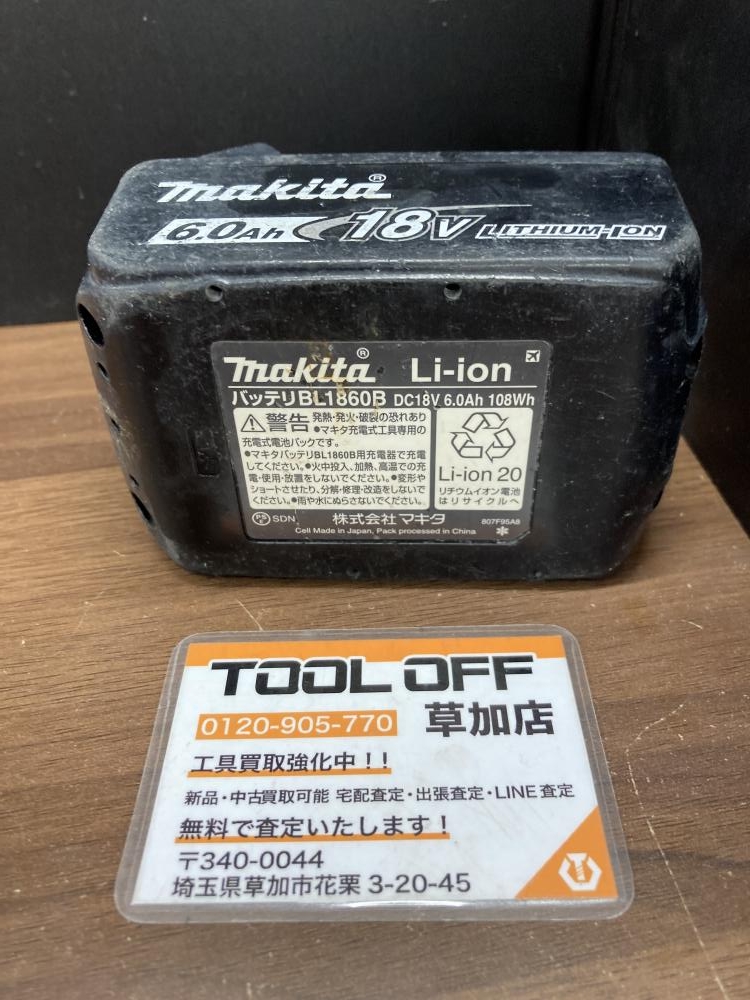 makita®
6.0Ah 18V LITHIUM-ION
makita® Li-ion
バッテリBL1860B DC18V 6.0Ah 108Wh
警告 発熱・発火・破裂の恐れあり
●マキタ充電式工具専用の
充電式電池パックです。
●マキタバッテリBL1860B用充電器で充電
してください。●火中投入、加熱、高温での充
電・使用・放置をしないでください。●変形や
ショートさせたり、分解・修理・改造をしないで
ください。●雨や水にぬらさないでください。
Li-ion 20
リチウムイオン電池
はリサイクルへ
PS E SDN 株式会社マキタ 807F95A8
Cell Made in Japan, Pack processed in China *
TOOL OFF
0120-905-770 草加店
工具買取強化中!!
新品・中古買取可能 宅配査定・出張査定・LINE査定
無料で査定いたします!
〒340-0044
埼玉県草加市花栗 3-20-45